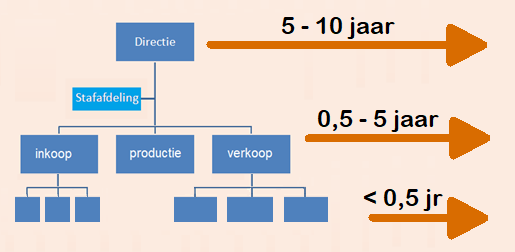 Directie
5 - 10 jaar
Stafafdeling
0,5 - 5 jaar
inkoop
productie
verkoop
< 0,5 jr